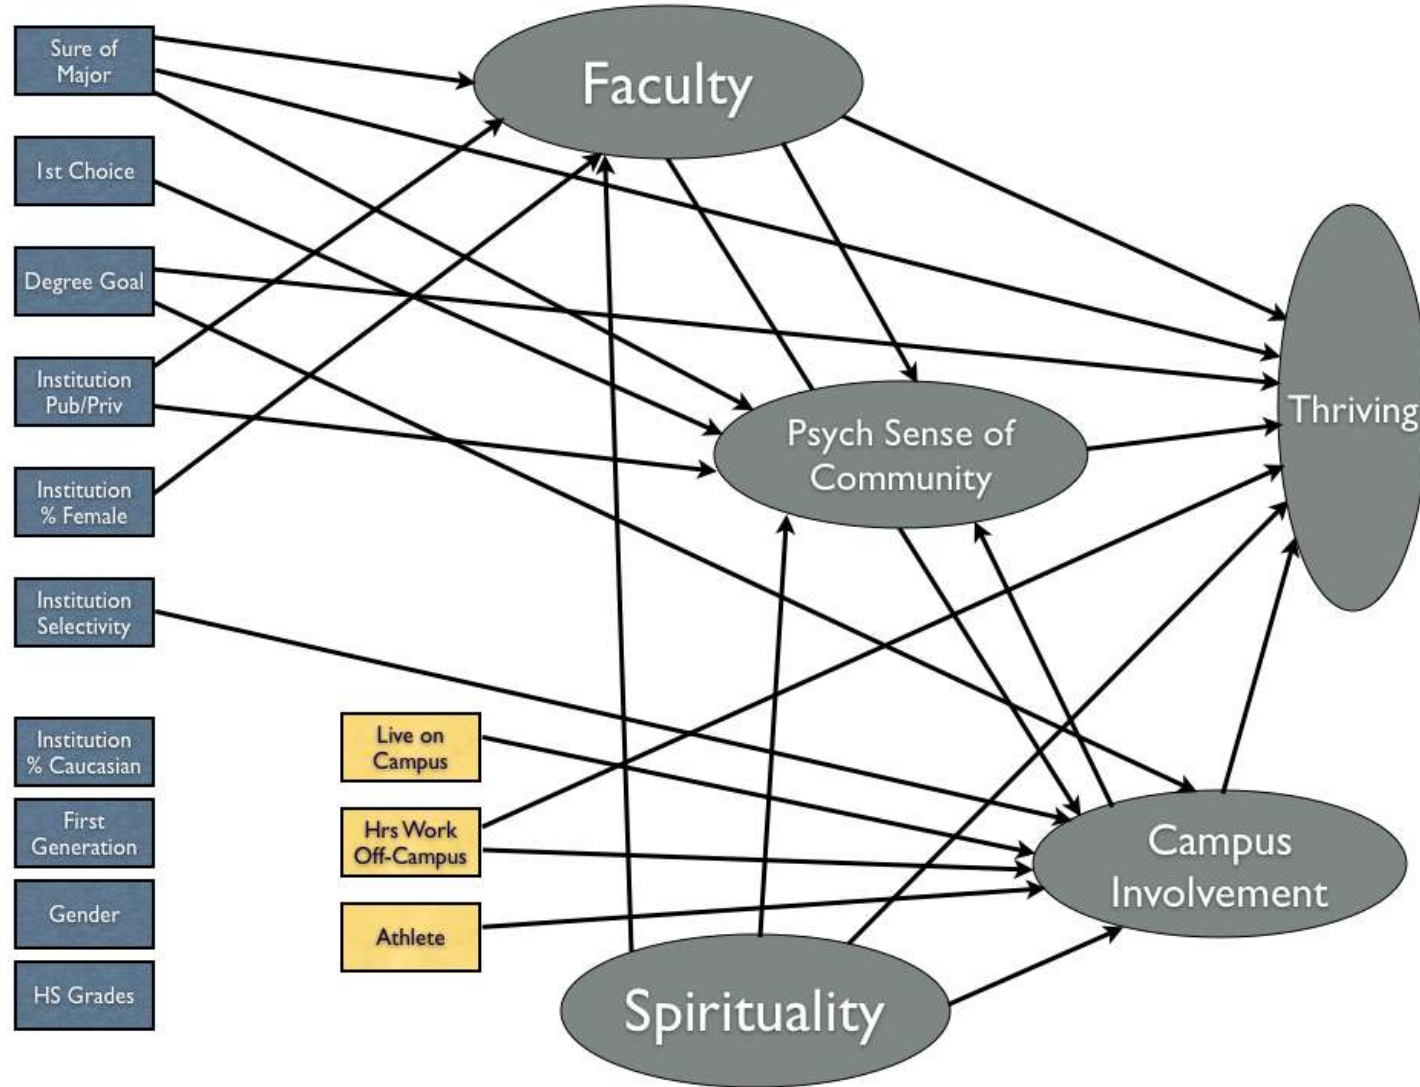 Sure of
Major
1st Choice
Degree Goal
Institution
Pub/Priv
Institution
% Female
Institution
Selectivity
Institution
% Caucasian
First
Generation
Gender
HS Grades
Live on
Campus
Hrs Work
Off-Campus
Athlete
Faculty
Psych Sense of
Community
Thriving
Campus
Involvement
Spirituality